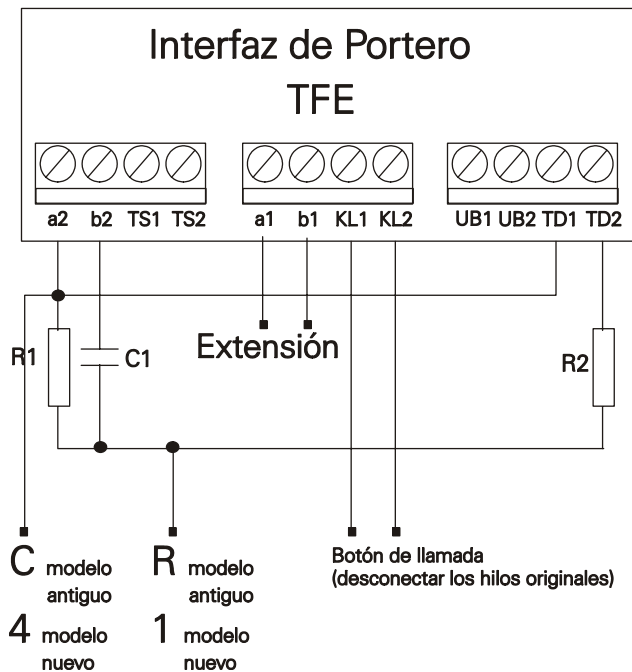 Interfaz de Portero
TFE
a2 b2 TS1 TS2 a1 b1 KL1 KL2 UB1 UB2 TD1 TD2
R1 C1 Extensión R2
C modelo antiguo
4 modelo nuevo
R modelo antiguo
1 modelo nuevo
Botón de llamada
(desconectar los hilos originales)